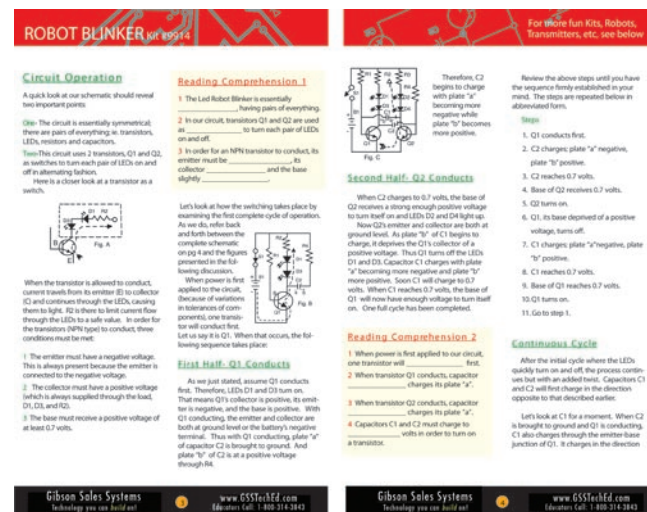 ROBOT BLINKER Kit #9914
Circuit Operation
A quick look at our schematic should reveal
two important points
One- The circuit is essentially symmetrical;
there are pairs of everything; ie. transistors,
LEDs, resistors and capacitors.
Two-This circuit uses 2 transistors, Q1 and Q2,
as switches to turn each pair of LEDs on and
off in alternating fashion.
Here is a closer look at a transistor as a
switch.
D1 R2
D3
B
C
E
Fig. A
When the transistor is allowed to conduct,
current travels from its emitter (E) to collector
(C) and continues through the LEDs, causing
them to light. R2 is there to limit current flow
through the LEDs to a safe value. In order for
the transistors (NPN type) to conduct, three
conditions must be met:
1 The emitter must have a negative voltage.
This is always present because the emitter is
connected to the negative voltage.
2 The collector must have a positive voltage
(which is always supplied through the load,
D1, D3, and R2).
3 The base must receive a positive voltage of
at least 0.7 volts.
Reading Comprehension 1
1 The Led Robot Blinker is essentially
, having pairs of everything.
2 In our circuit, transistors Q1 and Q2 are used
as to turn each pair of LEDs
on and off.
3 In order for an NPN transistor to conduct, its
emitter must be , its
collector and the base
slightly .
Let's look at how the switching takes place by
examining the first complete cycle of operation.
As we do, refer back
and forth between the
complete schematic
on pg 4 and the figures
presented in the fol-
lowing discussion.
When power is first
applied to the circuit,
(because of variations
in tolerances of com-
ponents), one transis-
tor will conduct first.
Fig. B
Let us say it is Q1. When that occurs, the fol-
lowing sequence takes place:
First Half- Q1 Conducts
As we just stated, assume Q1 conducts
first. Therefore, LEDs D1 and D3 turn on.
That means Q1's collector is positive, its emit-
ter is negative, and the base is positive. With
Q1 conducting, the emitter and collector are
both at ground level or the battery's negative
terminal. Thus with Q1 conducting, plate "a"
of capacitor C2 is brought to ground. And
plate "b" of C2 is at a positive voltage
through R4.
Gibson Sales Systems
Technology you can build on!
3
www.GSSTechEd.com
Educators Call: 1-800-314-3843
For more fun Kits, Robots,
Transmitters, etc, see below
R1 R2 R3 R4
Fig. C
Therefore, C2
begins to charge
with plate "a"
becoming more
negative while
plate "b" becomes
more positive.
Second Half- Q2 Conducts
When C2 charges to 0.7 volts, the base of
Q2 receives a strong enough positive voltage
to turn itself on and LEDs D2 and D4 light up.
Now Q2's emitter and collector are both at
ground level. As plate "b" of C1 begins to
charge, it deprives the Q1's collector of a
positive voltage. Thus Q1 turns off the LEDs
D1 and D3. Capacitor C1 charges with plate
"a" becoming more negative and plate "b"
more positive. Soon C1 will charge to 0.7
volts. When C1 reaches 0.7 volts, the base of
Q1 will now have enough voltage to turn itself
on. One full cycle has been completed.
Reading Comprehension 2
1 When power is first applied to our circuit,
one transistor will first.
2 When transistor Q1 conducts, capacitor
charges its plate "a".
3 When transistor Q2 conducts, capacitor
charges its plate "a".
4 Capacitors C1 and C2 must charge to
volts in order to turn on
a transistor.
Review the above steps until you have
the sequence firmly established in your
mind. The steps are repeated below in
abbreviated form.
Steps
1. Q1 conducts first.
2. C2 charges; plate "a" negative,
plate "b" positive.
3. C2 reaches 0.7 volts.
4. Base of Q2 receives 0.7 volts.
5. Q2 turns on.
6. Q1, its base deprived of a positive
voltage, turns off.
7. C1 charges; plate "a"negative, plate
"b" positive.
8. C1 reaches 0.7 volts.
9. Base of Q1 reaches 0.7 volts.
10. Q1 turns on.
11. Go to step 1.
Continuous Cycle
After the initial cycle where the LEDs
quickly turn on and off, the process contin-
ues but with an added twist. Capacitors C1
and C2 will first charge in the direction
opposite to that described earlier.
Let's look at C1 for a moment. When C2
is brought to ground and Q1 is conducting,
C1 also charges through the emitter-base
junction of Q1. It charges in the direction
Gibson Sales Systems
Technology you can build on!
4
www.GSSTechEd.com
Educators Call: 1-800-314-3843